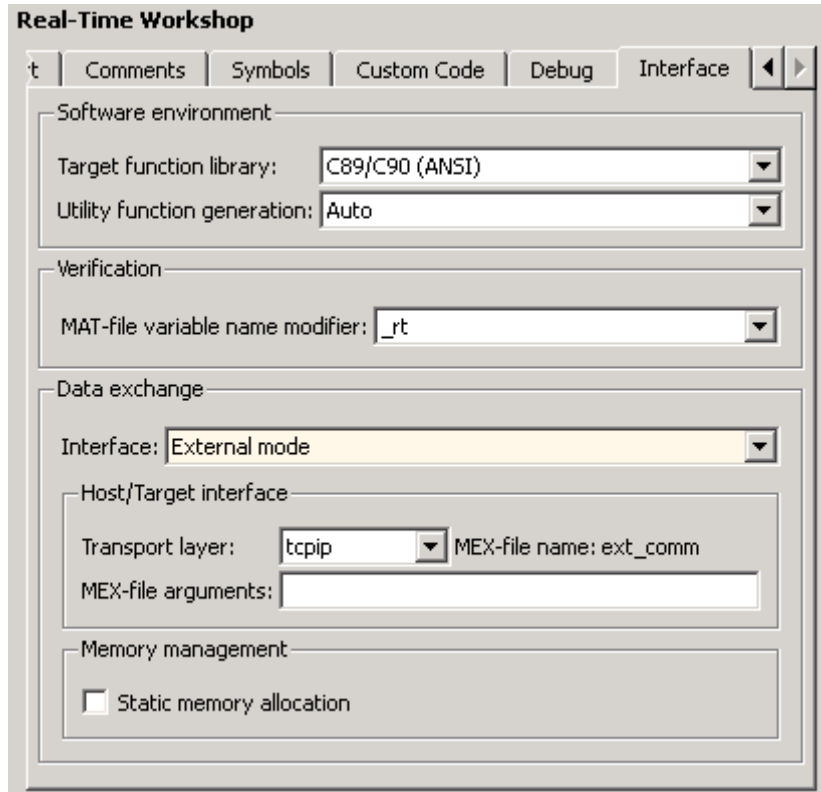 Real-Time Workshop
t Comments Symbols Custom Code Debug Interface
Software environment
Target function library: C89/C90 (ANSI)
Utility function generation: Auto
Verification
MAT-file variable name modifier: _rt
Data exchange
Interface: External mode
Host/Target interface
Transport layer: tcpip MEX-file name: ext_comm
MEX-file arguments:
Memory management
Static memory allocation